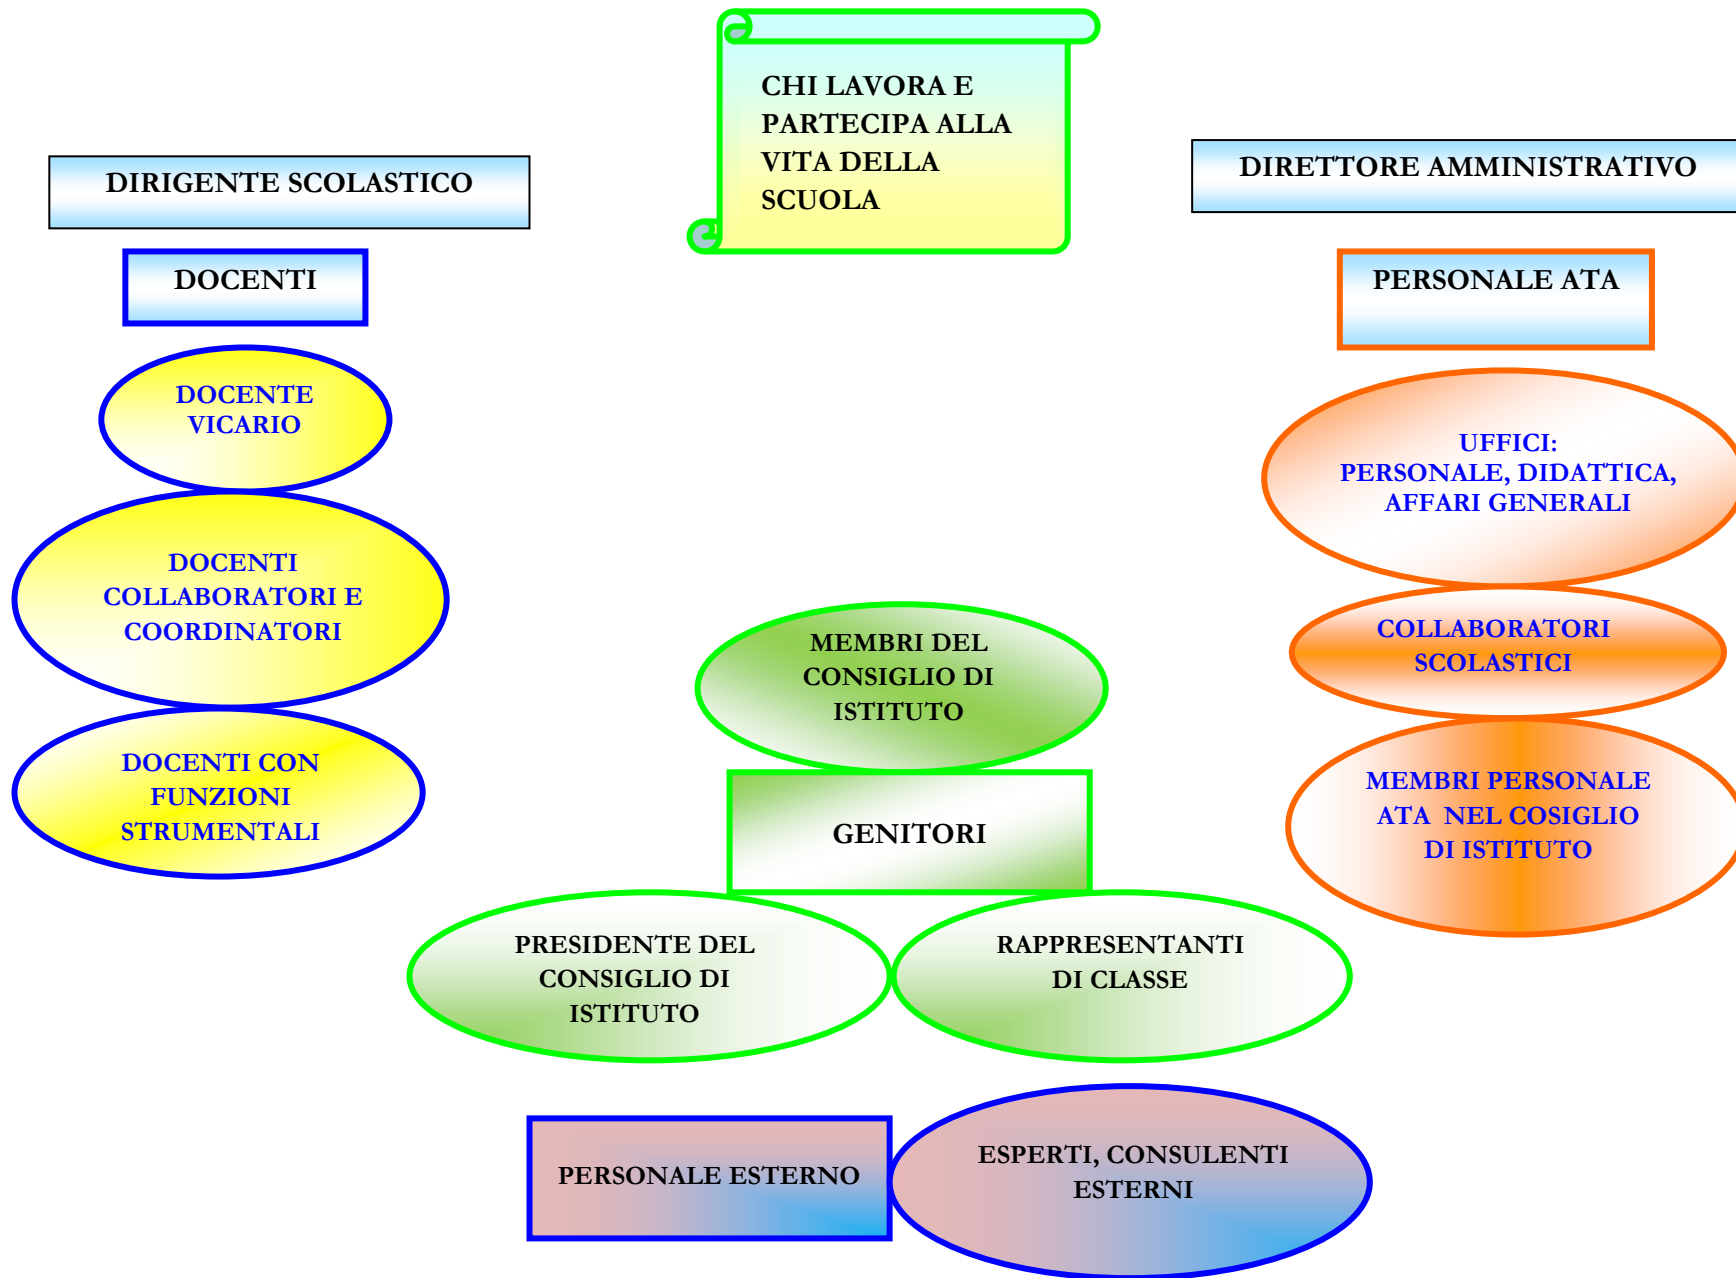 CHI LAVORA E
PARTECIPA ALLA
VITA DELLA
SCUOLA
DIRIGENTE SCOLASTICO
DOCENTI
DOCENTE
VICARIO
DOCENTI
COLLABORATORI E
COORDINATORI
DOCENTI CON
FUNZIONI
STRUMENTALI
DIRETTORE AMMINISTRATIVO
PERSONALE ATA
UFFICI:
PERSONALE, DIDATTICA,
AFFARI GENERALI
COLLABORATORI
SCOLASTICI
MEMBRI PERSONALE
ATA NEL COSIGLIO
DI ISTITUTO
MEMBRI DEL
CONSIGLIO DI
ISTITUTO
GENITORI
PRESIDENTE DEL
CONSIGLIO DI
ISTITUTO
RAPPRESENTANTI
DI CLASSE
PERSONALE ESTERNO
ESPERTI, CONSULENTI
ESTERNI